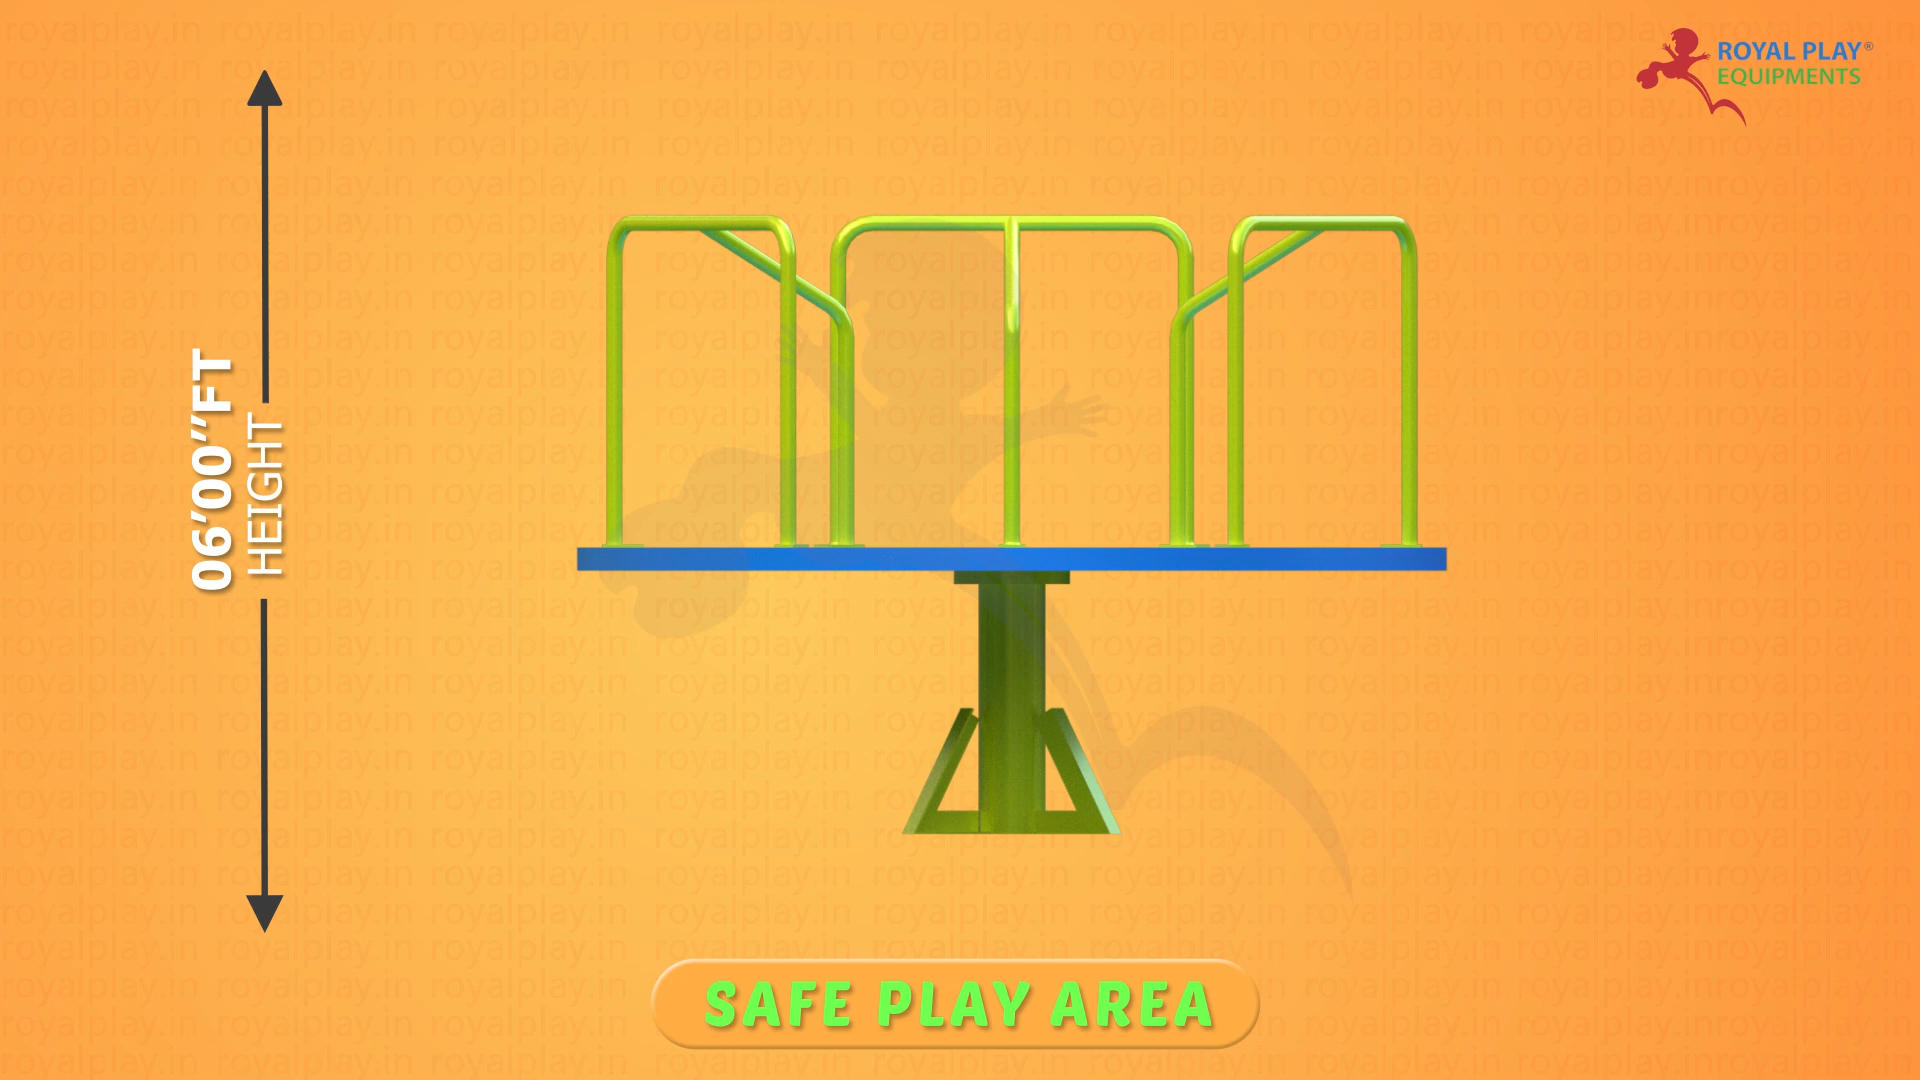 ROYAL PLAY®
EQUIPMENTS
06'00"FT
HEIGHT
SAFE PLAY AREA
royalplay.in